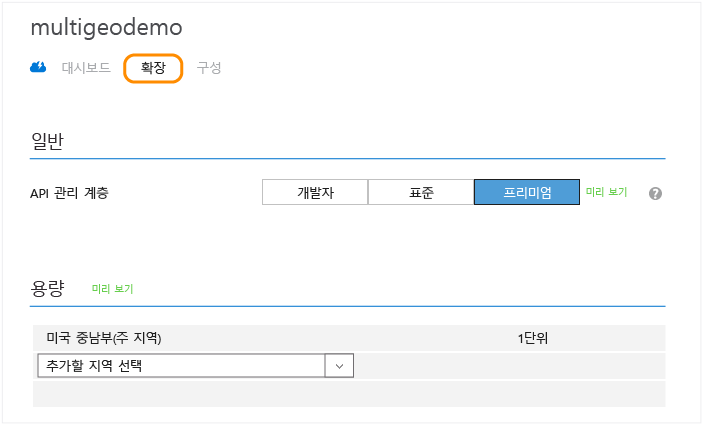 multigeodemo
대시보드 확장 구성
일반
API 관리 계층 개발자 표준 프리미엄 미리 보기 ?
용량 미리 보기
미국 중남부(주 지역) 1단위
추가할 지역 선택